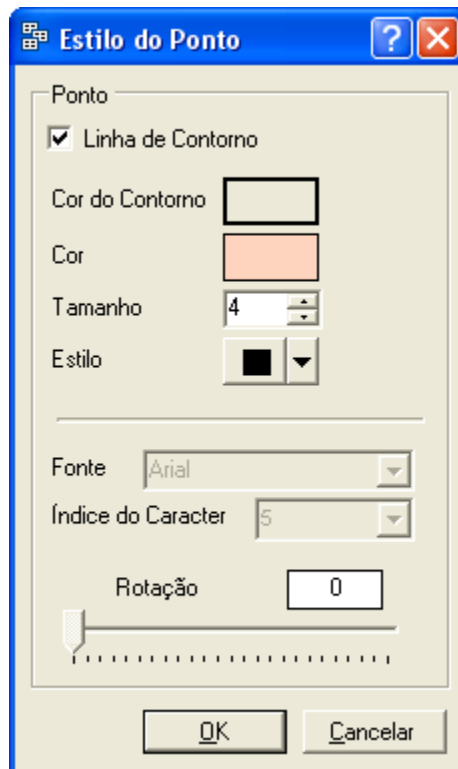 Estilo do Ponto
Ponto
Linha de Contorno
Cor do Contorno
Cor
Tamanho 4
Estilo
Fonte Arial
Índice do Caracter 5
Rotação 0
OK Cancelar